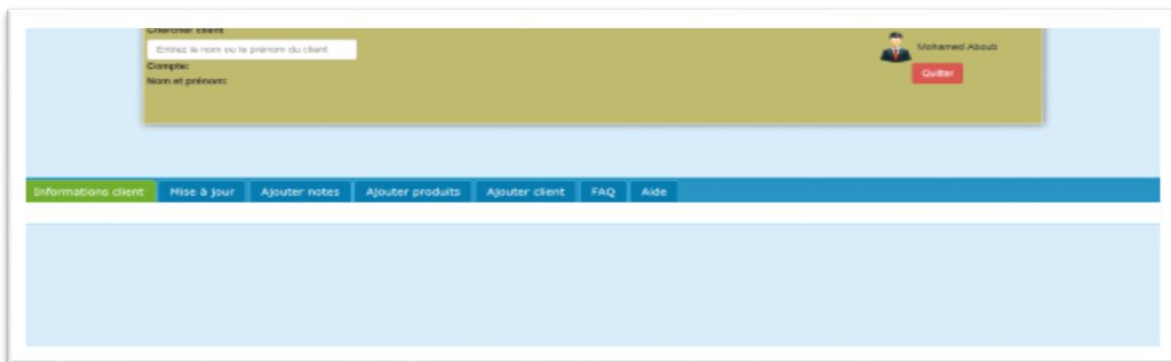 Chercher client
Entrez le nom ou le prénom du client
Compte:
Nom et prénom:
Mohamed Aboub
Quitter
Informations client Mise à jour Ajouter notes Ajouter produits Ajouter client FAQ Aide